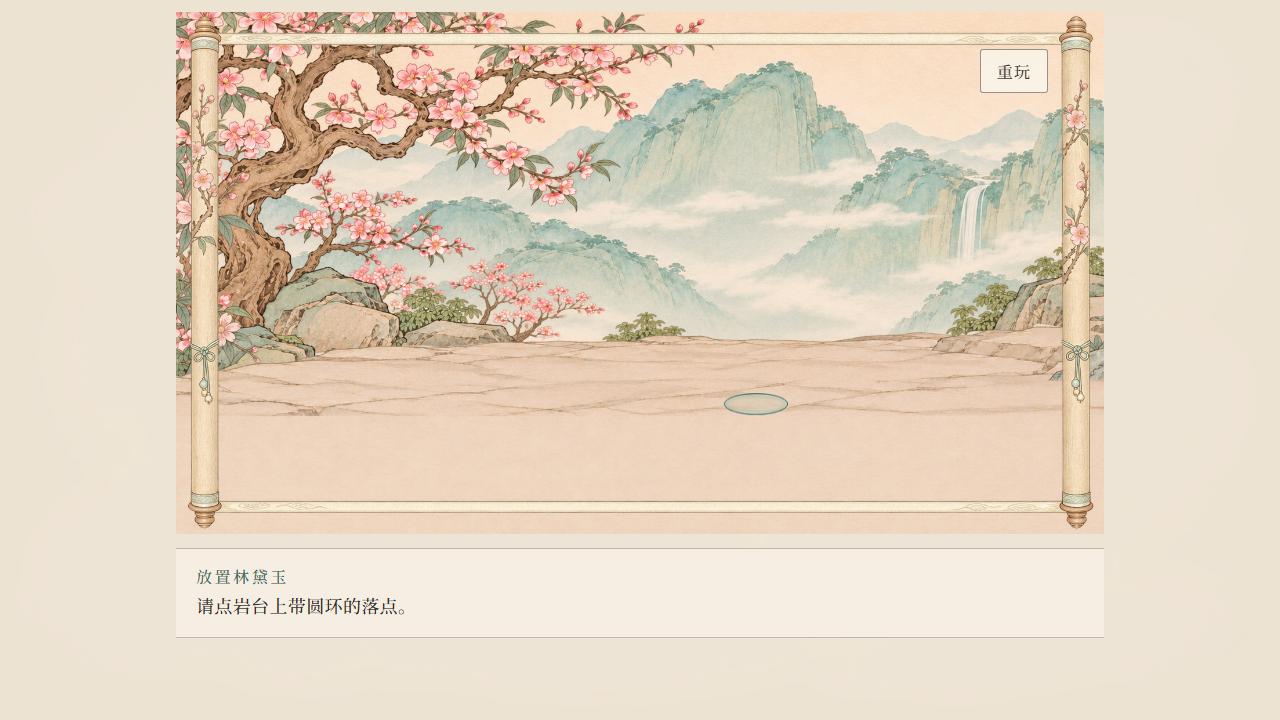 重玩
放置林黛玉
请点岩台上带圆环的落点。